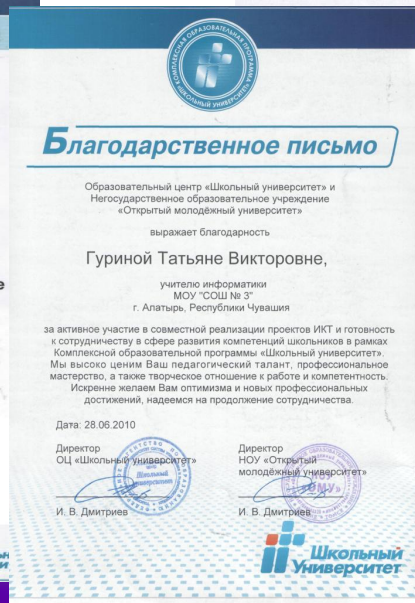 КОМПЛЕКСНАЯ ОБРАЗОВАТЕЛЬНАЯ ПРОГРАММА
«ШКОЛЬНЫЙ УНИВЕРСИТЕТ»
Благодарственное письмо
Образовательный центр «Школьный университет» и
Негосударственное образовательное учреждение
«Открытый молодёжный университет»
выражает благодарность
Гуриной Татьяне Викторовне,
учителю информатики
МОУ "СОШ № 3"
г. Алатырь, Республики Чувашия
за активное участие в совместной реализации проектов ИКТ и готовность
к сотрудничеству в сфере развития компетенций школьников в рамках
Комплексной образовательной программы «Школьный университет».
Мы высоко ценим Ваш педагогический талант, профессиональное
мастерство, а также творческое отношение к работе и компетентность.
Искренне желаем Вам оптимизма и новых профессиональных
достижений, надеемся на продолжение сотрудничества.
Дата: 28.06.2010
Директор
ОЦ «Школьный университет»
И. В. Дмитриев
Директор
НОУ «Открытый
молодёжный университет»
И. В. Дмитриев
Школьный
Университет